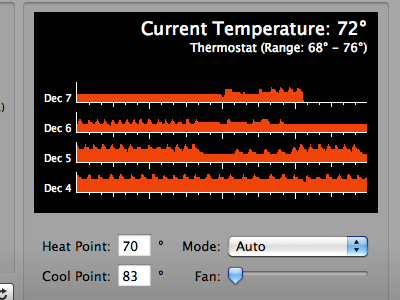 Current Temperature: 72°
Thermostat (Range: 68° – 76°)
Dec 7
Dec 6
Dec 5
Dec 4
Heat Point: 70 ° Mode: Auto
Cool Point: 83 ° Fan: